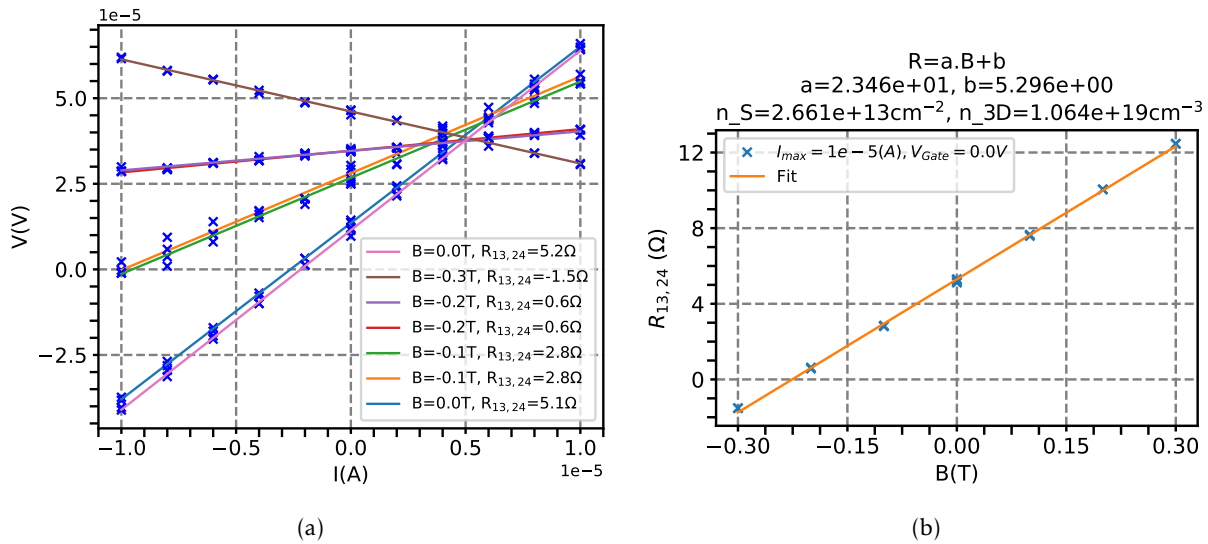 1e−5
5.0
2.5
0.0
−2.5
V(V)
B=0.0T, R13,24=5.2Ω
B=-0.3T, R13,24=-1.5Ω
B=-0.2T, R13,24=0.6Ω
B=-0.2T, R13,24=0.6Ω
B=-0.1T, R13,24=2.8Ω
B=-0.1T, R13,24=2.8Ω
B=0.0T, R13,24=5.1Ω
−1.0 −0.5 0.0 0.5 1.0
1e−5
I(A)
(a)
R=a.B+b
a=2.346e+01, b=5.296e+00
n_S=2.661e+13cm−2, n_3D=1.064e+19cm−3
Imax = 1e−5(A), VGate = 0.0V
Fit
12
8
4
0
R13,24 (Ω)
−0.30 −0.15 0.00 0.15 0.30
B(T)
(b)